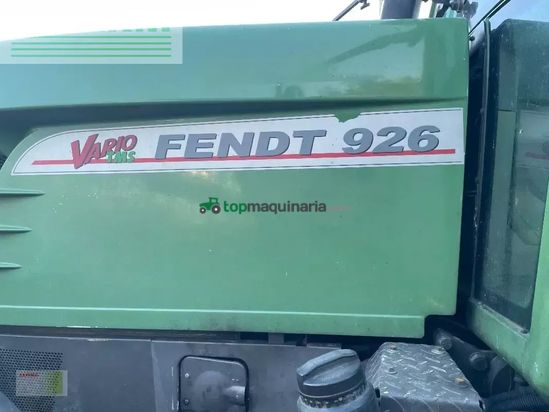 VARIO TMS FENDT 926
topmaquinaria